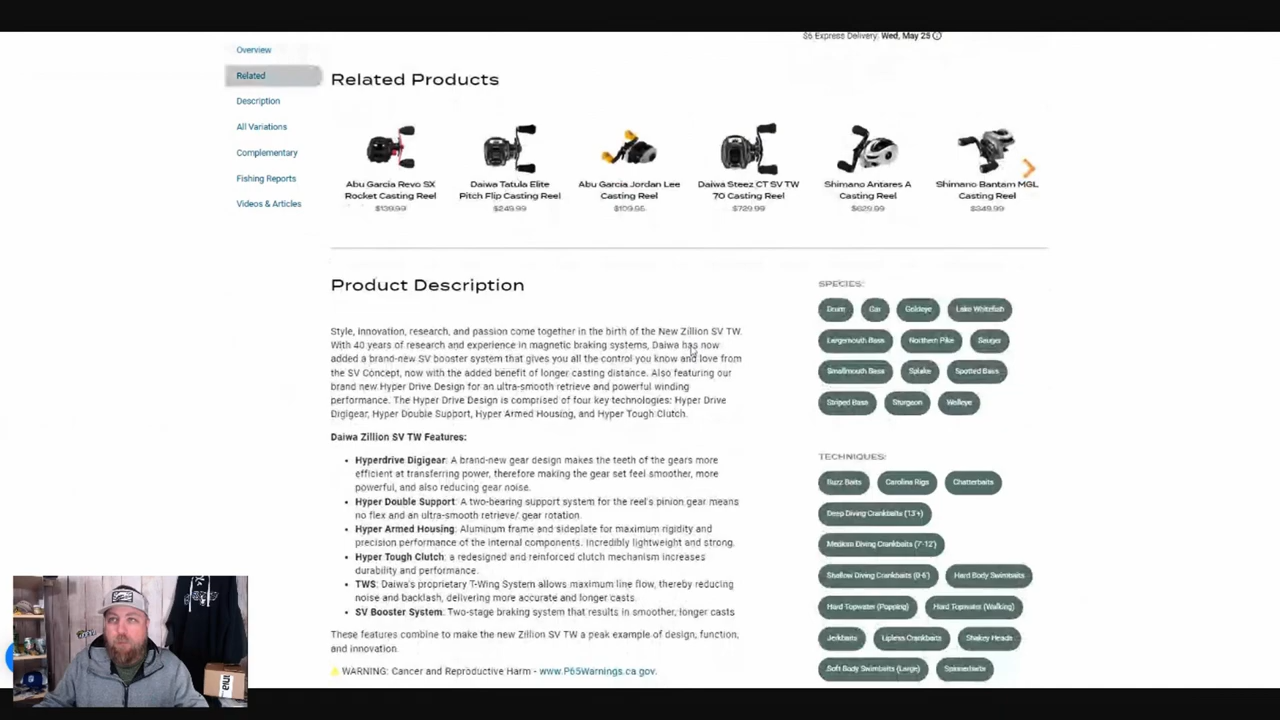 $6 Express Delivery: Wed, May 25
Overview
Related
Description
All Variations
Complementary
Fishing Reports
Videos & Articles
Related Products
Abu Garcia Revo SX
Rocket Casting Reel
$139.99
Daiwa Tatula Elite
Pitch Flip Casting Reel
$249.99
Abu Garcia Jordan Lee
Casting Reel
$109.95
Daiwa Steez CT SV TW
70 Casting Reel
$729.99
Shimano Antares A
Casting Reel
$629.99
Shimano Bantam MGL
Casting Reel
$349.99
Product Description
Style, innovation, research, and passion come together in the birth of the New Zillion SV TW.
With 40 years of research and experience in magnetic braking systems, Daiwa has now
added a brand-new SV booster system that gives you all the control you know and love from
the SV Concept, now with the added benefit of longer casting distance. Also featuring our
brand new Hyper Drive Design for an ultra-smooth retrieve and powerful winding
performance. The Hyper Drive Design is comprised of four key technologies: Hyper Drive
Digigear, Hyper Double Support, Hyper Armed Housing, and Hyper Tough Clutch.
Daiwa Zillion SV TW Features:
• Hyperdrive Digigear: A brand-new gear design makes the teeth of the gears more
efficient at transferring power, therefore making the gear set feel smoother, more
powerful, and also reducing gear noise.
• Hyper Double Support: A two-bearing support system for the reel's pinion gear means
no flex and an ultra-smooth retrieve/ gear rotation.
• Hyper Armed Housing: Aluminum frame and sideplate for maximum rigidity and
precision performance of the internal components. Incredibly lightweight and strong.
• Hyper Tough Clutch: a redesigned and reinforced clutch mechanism increases
durability and performance.
• TWS: Daiwa's proprietary T-Wing System allows maximum line flow, thereby reducing
noise and backlash, delivering more accurate and longer casts.
• SV Booster System: Two-stage braking system that results in smoother, longer casts
These features combine to make the new Zillion SV TW a peak example of design, function,
and innovation.
WARNING: Cancer and Reproductive Harm - www.P65Warnings.ca.gov.
SPECIES:
Drum Gar Goldeye Lake Whitefish
Largemouth Bass Northern Pike Sauger
Smallmouth Bass Splake Spotted Bass
Striped Bass Sturgeon Walleye
TECHNIQUES:
Buzz Baits Carolina Rigs Chatterbaits
Deep Diving Crankbaits (13'+)
Medium Diving Crankbaits (7'-12')
Shallow Diving Crankbaits (0-6') Hard Body Swimbaits
Hard Topwater (Popping) Hard Topwater (Walking)
Jerkbaits Lipless Crankbaits Shakey Heads
Soft Body Swimbaits (Large) Spinnerbaits